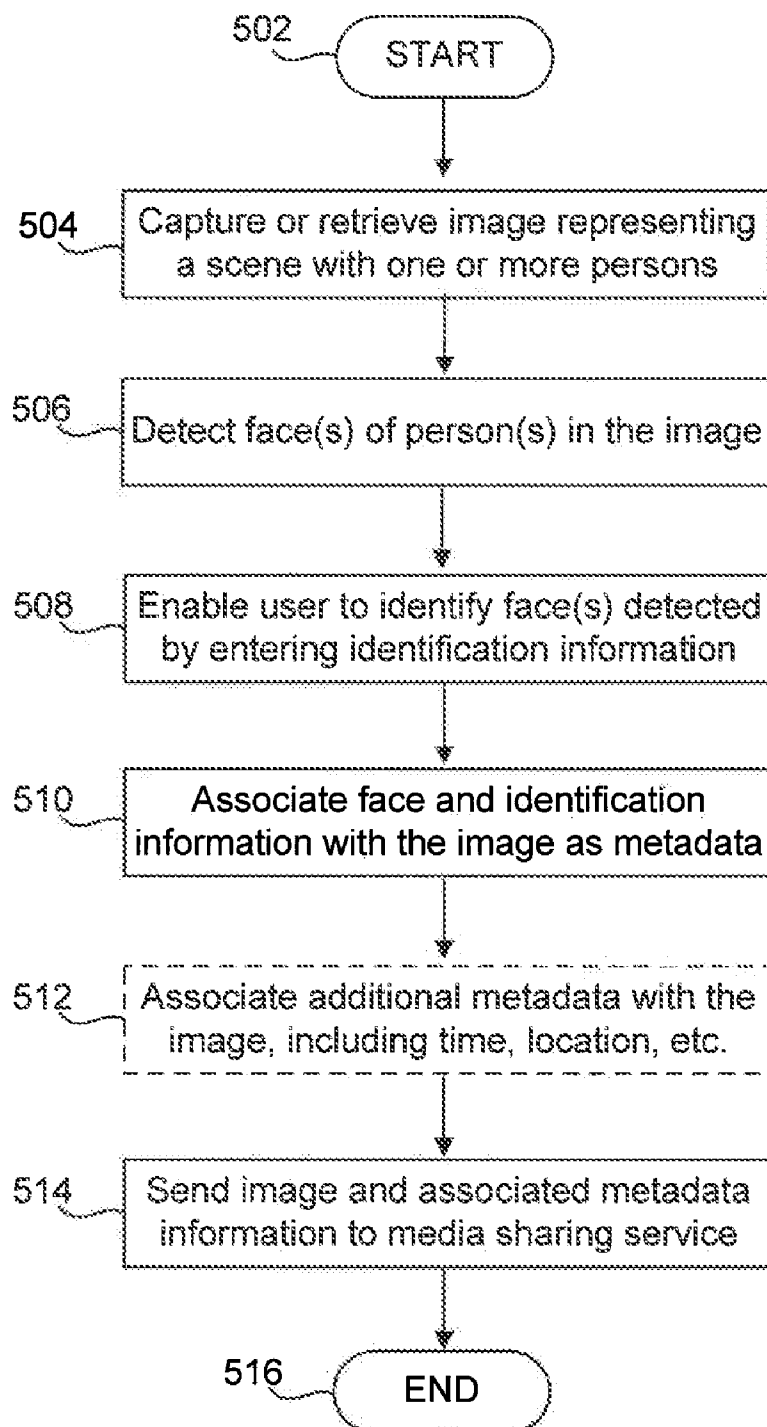 502
START
504
Capture or retrieve image representing
a scene with one or more persons
506
Detect face(s) of person(s) in the image
508
Enable user to identify face(s) detected
by entering identification information
510
Associate face and identification
information with the image as metadata
512
Associate additional metadata with the
image, including time, location, etc.
514
Send image and associated metadata
information to media sharing service
516
END